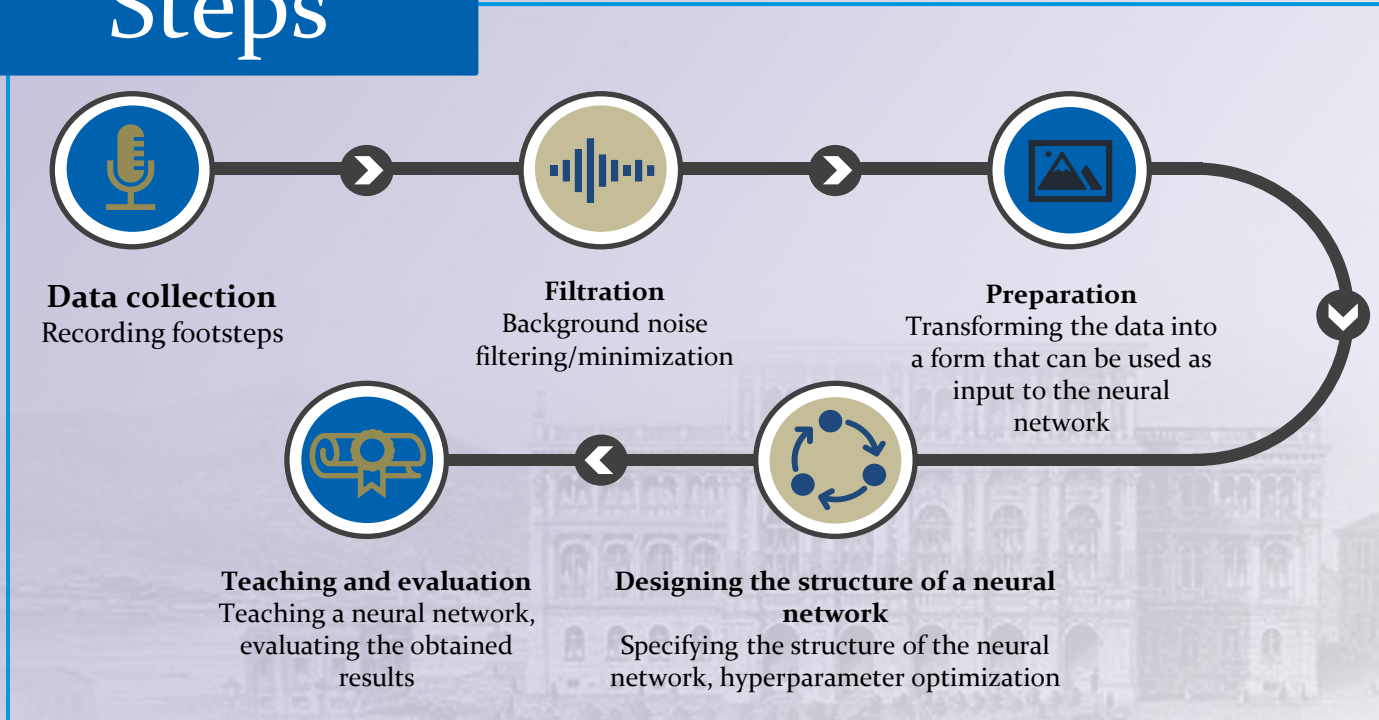 Steps
Data collection
Recording footsteps
Filtration
Background noise
filtering/minimization
Preparation
Transforming the data into
a form that can be used as
input to the neural
network
Designing the structure of a neural
network
Specifying the structure of the neural
network, hyperparameter optimization
Teaching and evaluation
Teaching a neural network,
evaluating the obtained
results